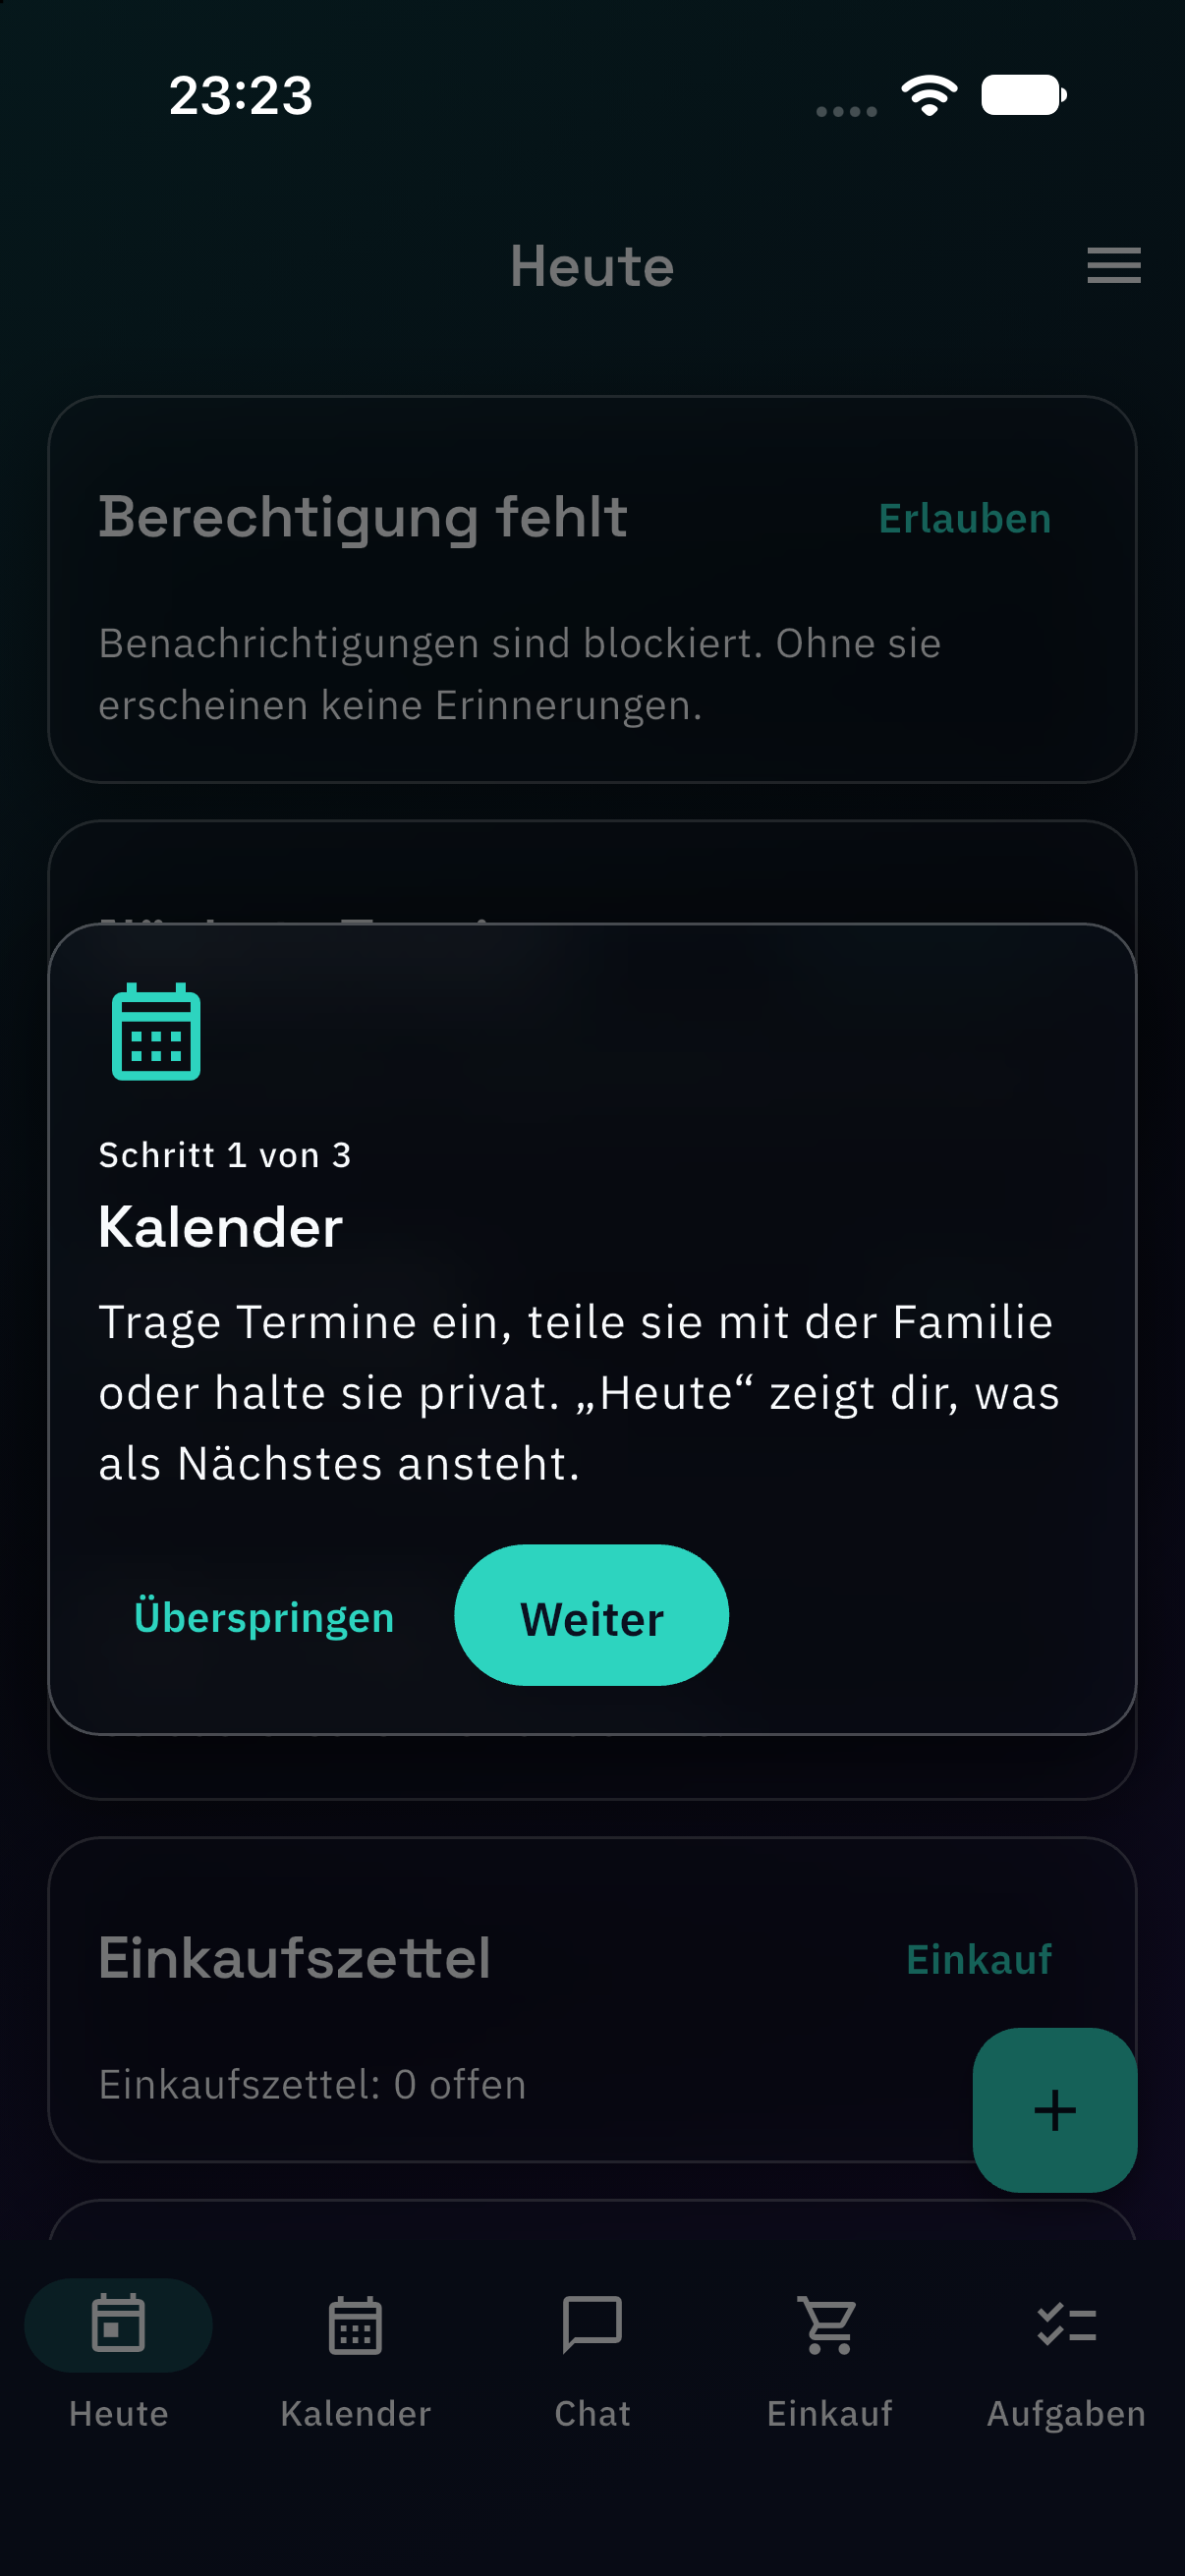 23:23
Heute
Berechtigung fehlt
Erlauben
Benachrichtigungen sind blockiert. Ohne sie
erscheinen keine Erinnerungen.
Schritt 1 von 3
Kalender
Trage Termine ein, teile sie mit der Familie
oder halte sie privat. „Heute“ zeigt dir, was
als Nächstes ansteht.
Überspringen
Weiter
Einkaufszettel
Einkauf
Einkaufszettel: 0 offen
Heute
Kalender
Chat
Einkauf
Aufgaben